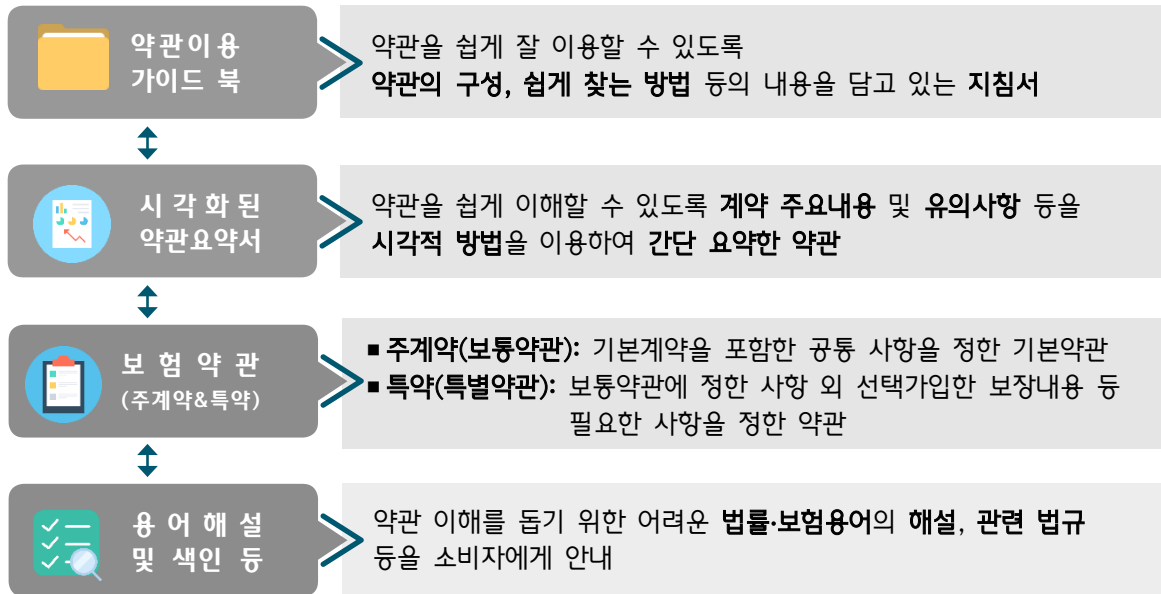 약관이용
가이드 북
약관을 쉽게 잘 이용할 수 있도록
약관의 구성, 쉽게 찾는 방법 등의 내용을 담고 있는 지침서
시각화된
약관요약서
약관을 쉽게 이해할 수 있도록 계약 주요내용 및 유의사항 등을
시각적 방법을 이용하여 간단 요약한 약관
보험약관
(주계약&특약)
▪ 주계약(보통약관): 기본계약을 포함한 공통 사항을 정한 기본약관
▪ 특약(특별약관): 보통약관에 정한 사항 외 선택가입한 보장내용 등
필요한 사항을 정한 약관
용어해설
및 색인 등
약관 이해를 돕기 위한 어려운 법률·보험용어의 해설, 관련 법규
등을 소비자에게 안내